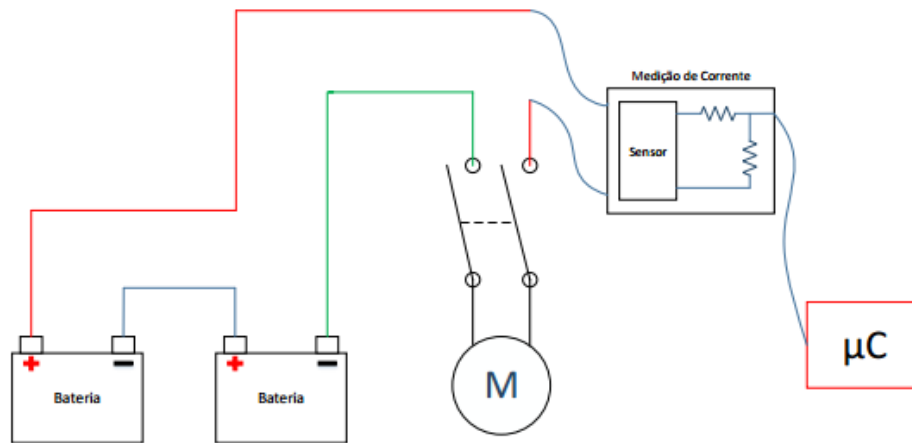 Medição de Corrente
Sensor
µC
+ −
Bateria
+ −
Bateria
M